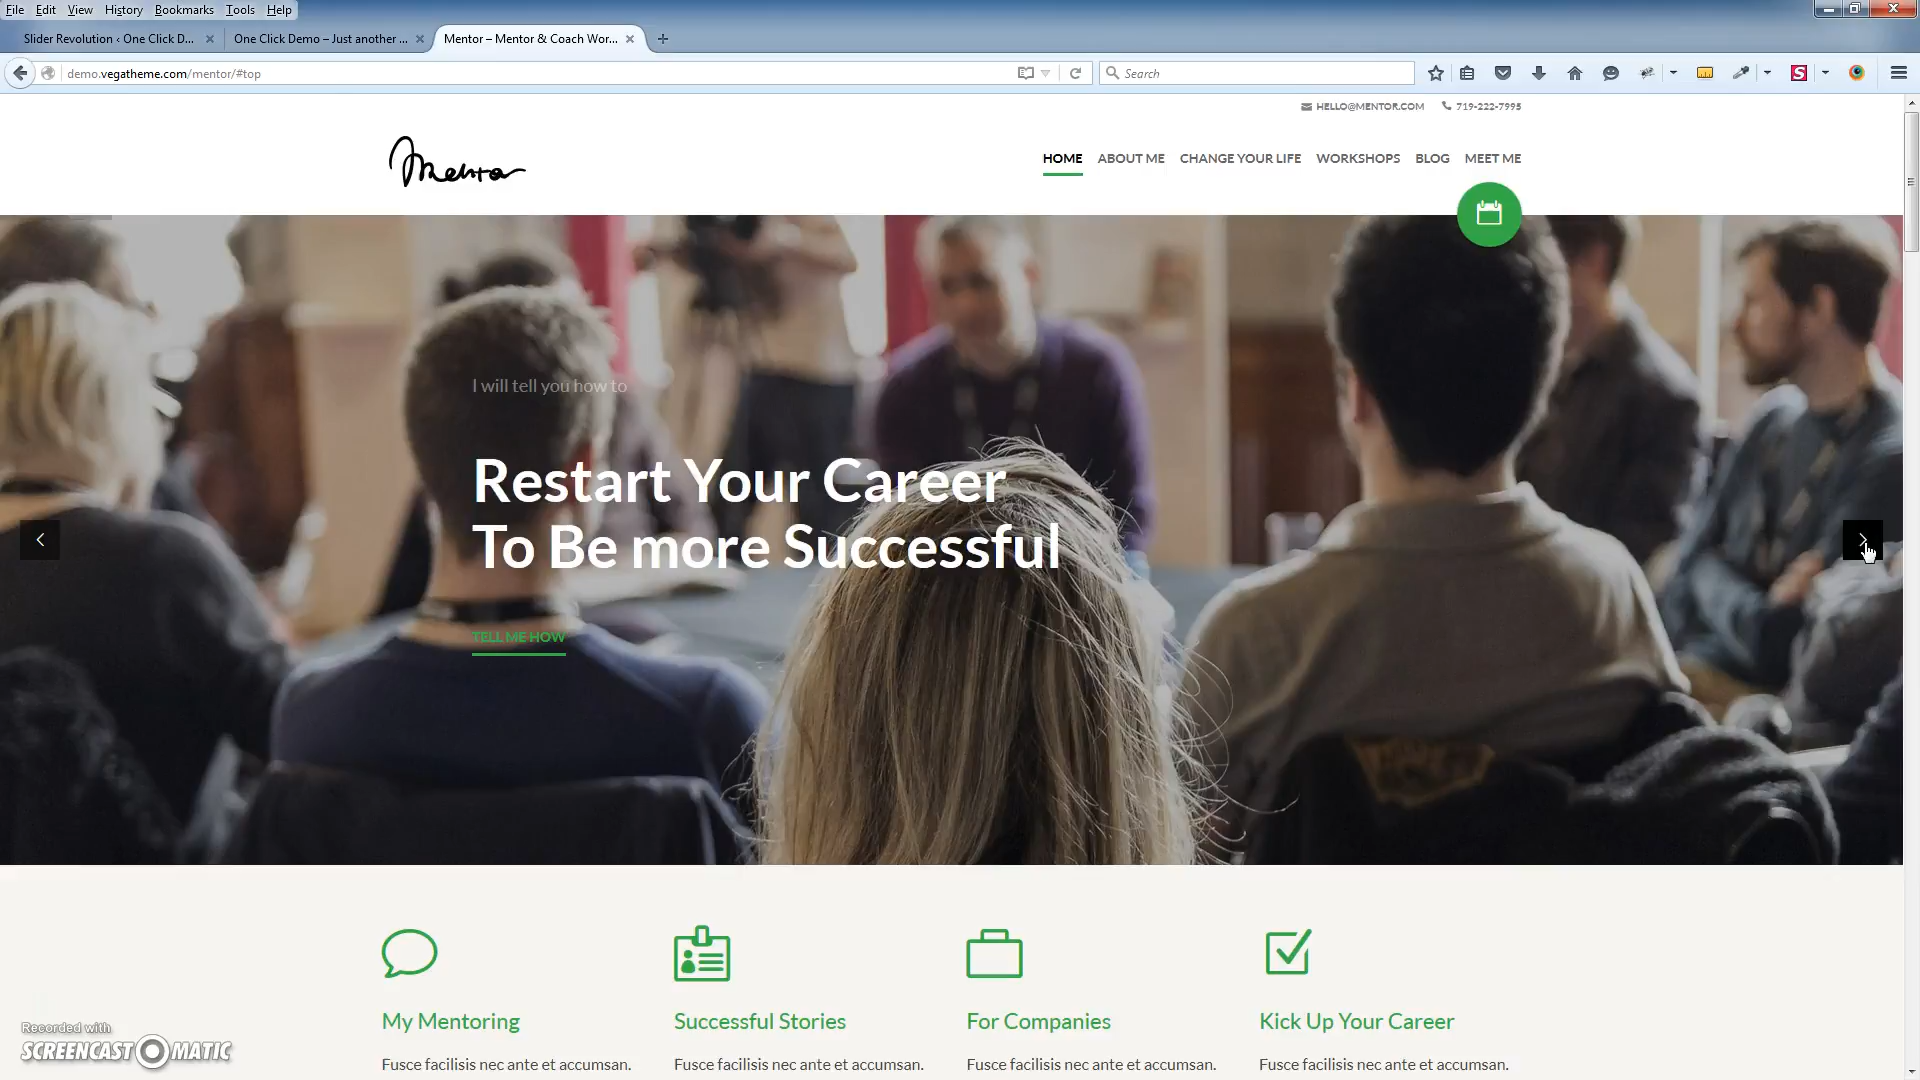 File Edit View History Bookmarks Tools Help
Slider Revolution ‹ One Click D...
One Click Demo – Just another ...
Mentor – Mentor & Coach Wor...
demo.vegatheme.com/mentor/#top
Search
HELLO@MENTOR.COM 719-222-7995
Mentor
HOME ABOUT ME CHANGE YOUR LIFE WORKSHOPS BLOG MEET ME
I will tell you how to
Restart Your Career
To Be more Successful
TELL ME HOW
My Mentoring
Successful Stories
For Companies
Kick Up Your Career
Fusce facilisis nec ante et accumsan.
Fusce facilisis nec ante et accumsan.
Fusce facilisis nec ante et accumsan.
Fusce facilisis nec ante et accumsan.
Recorded with
SCREENCAST MATIC